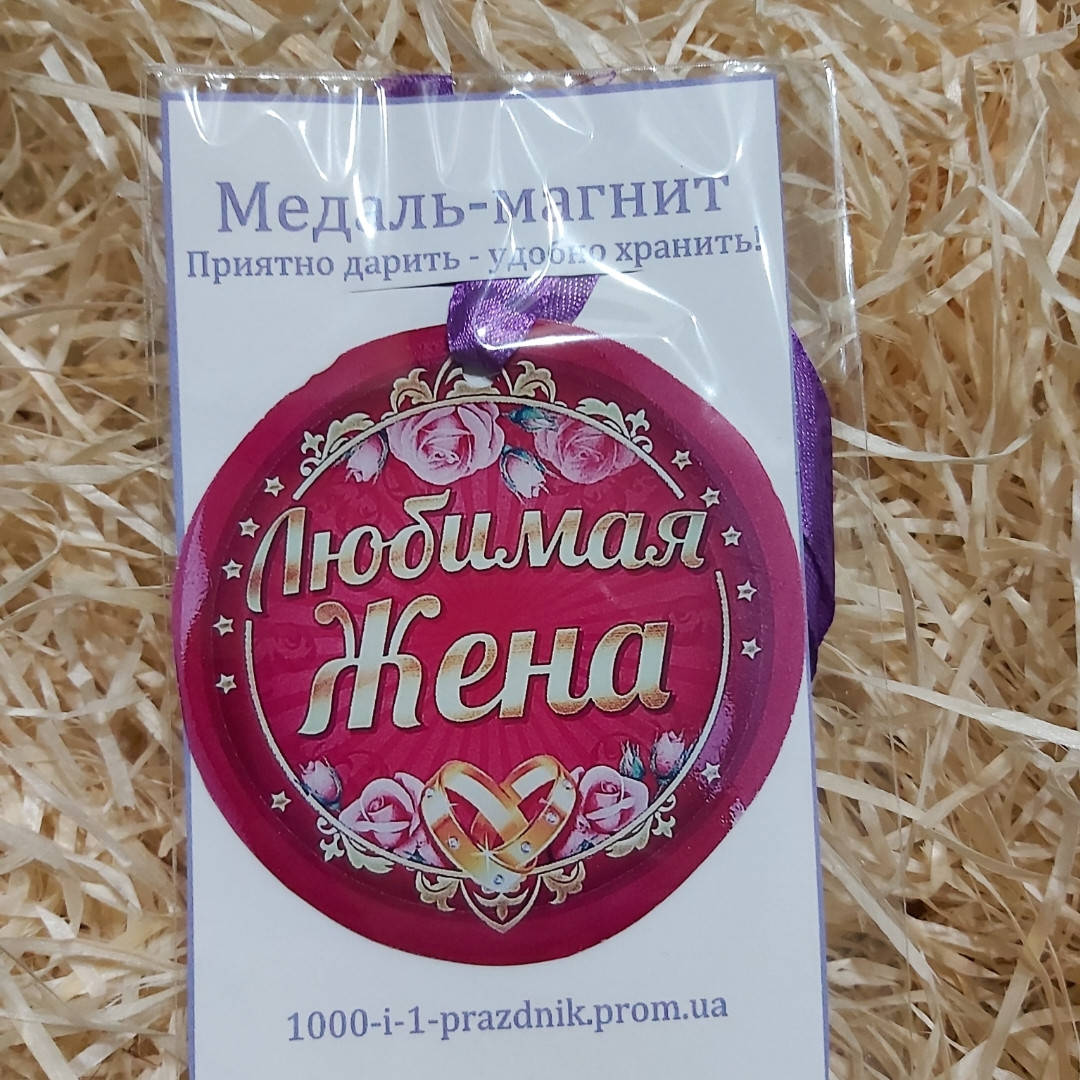 Медаль-магнит
Приятно дарить - удобно хранить!
Любимая
Жена
1000-i-1-prazdnik.prom.ua